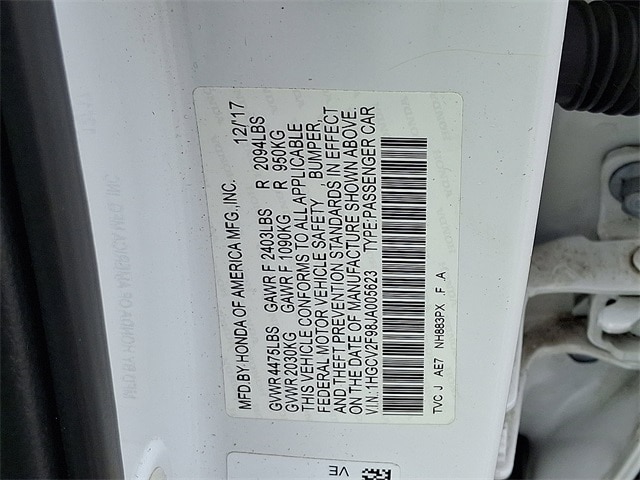 MFD.BY HONDA OF AMERICA MFG.,INC. 12/'17
GVWR 4475LBS GAWR F 2403LBS R 2094LBS
GVWR 2030KG GAWR F 1090KG R 950KG
THIS VEHICLE CONFORMS TO ALL APPLICABLE
FEDERAL MOTOR VEHICLE SAFETY , BUMPER,
AND THEFT PREVENTION STANDARDS IN EFFECT
ON THE DATE OF MANUFACTURE SHOWN ABOVE.
V.I.N.:1HGCV2F98JA005623 TYPE:PASSENGER CAR
TVC J AE7 NH883PX .F .A
VE